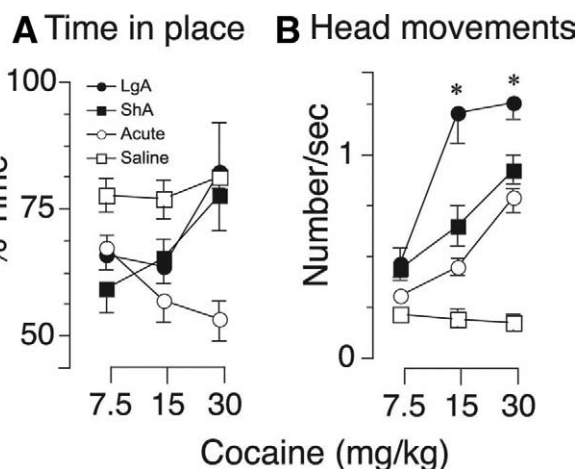 A Time in place
100
75
50
LgA
ShA
Acute
Saline
7.5 15 30
B Head movements
Number/sec
1
0
* *
7.5 15 30
Cocaine (mg/kg)